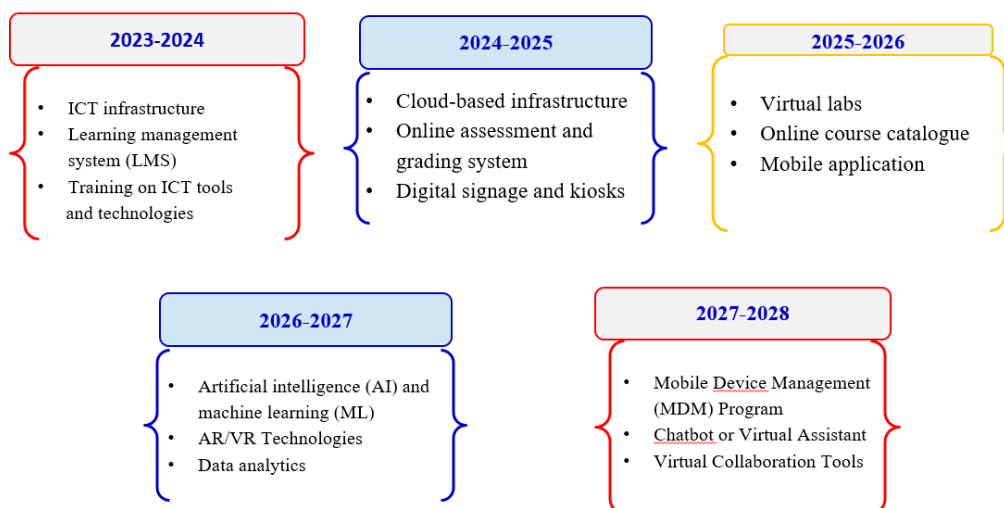 2023-2024
• ICT infrastructure
• Learning management
system (LMS)
• Training on ICT tools
and technologies
2024-2025
• Cloud-based infrastructure
• Online assessment and
grading system
• Digital signage and kiosks
2025-2026
• Virtual labs
• Online course catalogue
• Mobile application
2026-2027
• Artificial intelligence (AI) and
machine learning (ML)
• AR/VR Technologies
• Data analytics
2027-2028
• Mobile Device Management
(MDM) Program
• Chatbot or Virtual Assistant
• Virtual Collaboration Tools